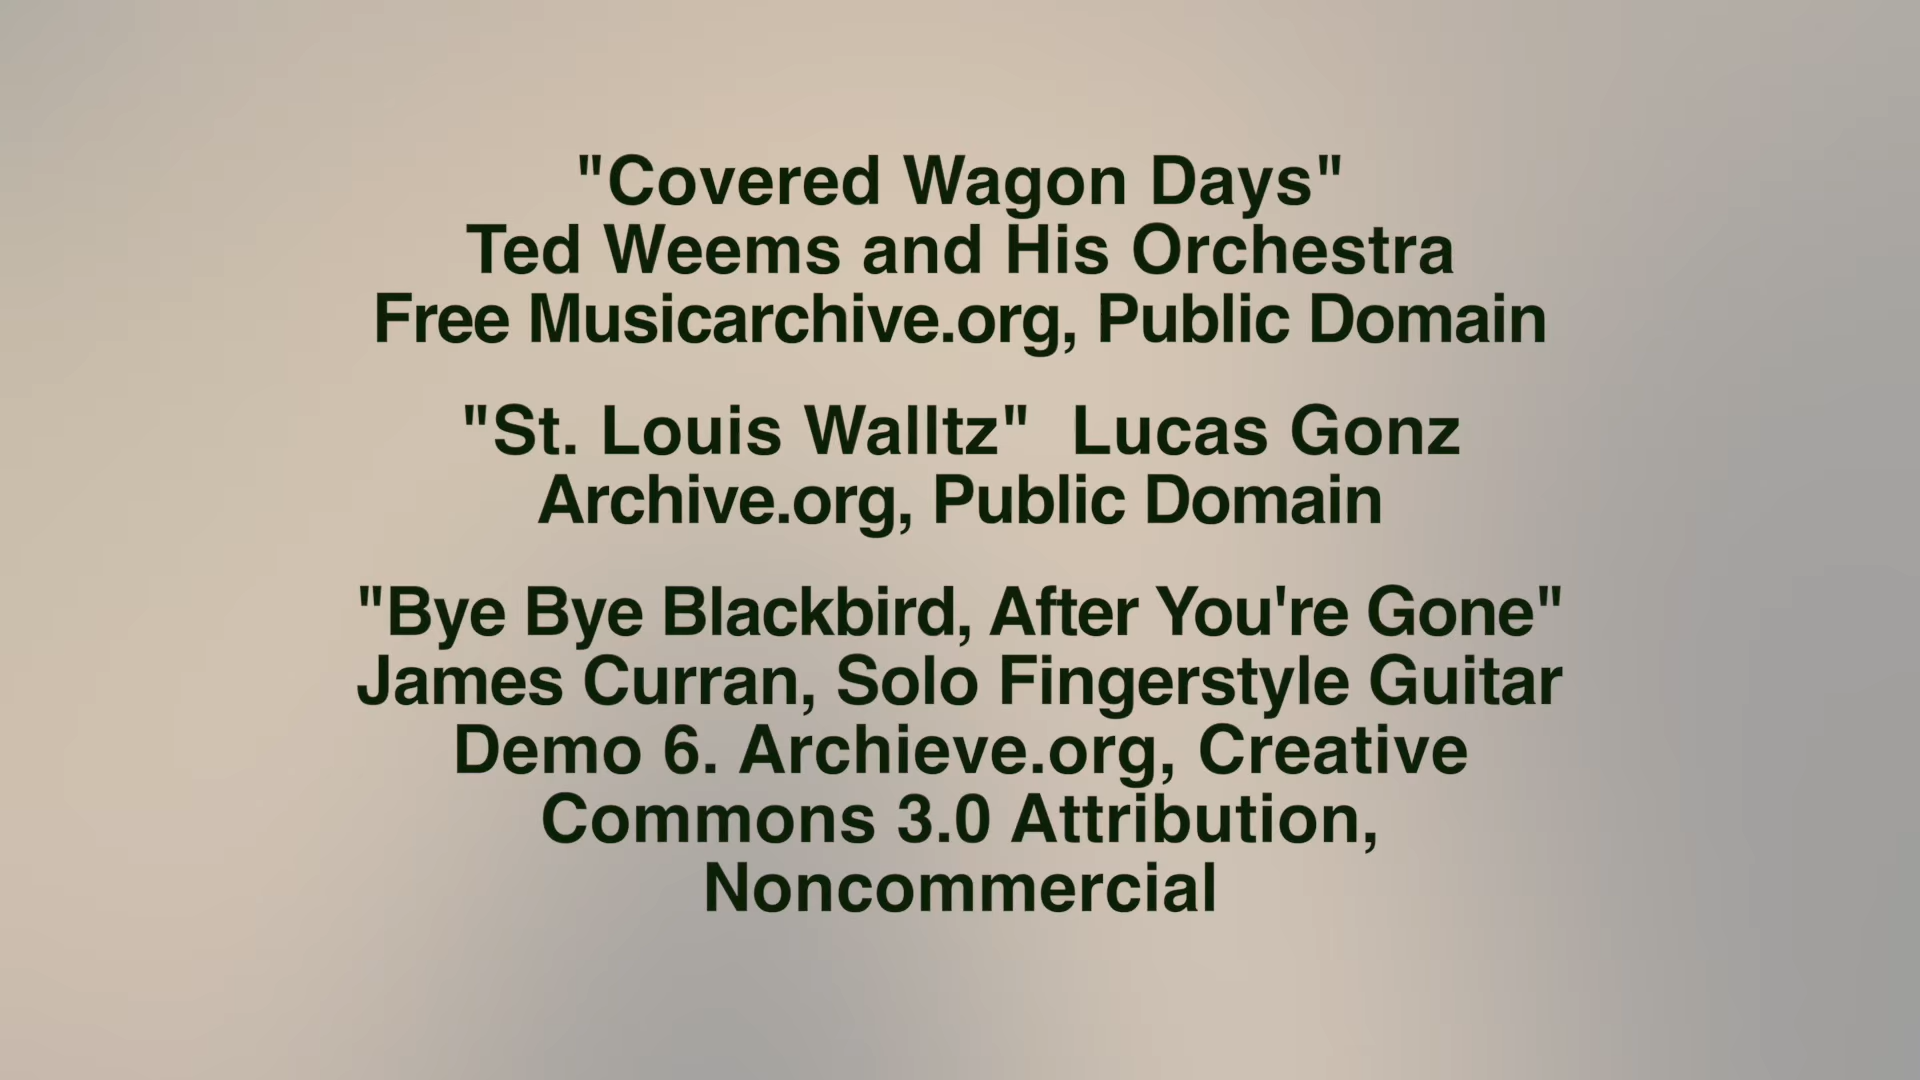 "Covered Wagon Days"
Ted Weems and His Orchestra
Free Musicarchive.org, Public Domain
"St. Louis Walltz"  Lucas Gonz
Archive.org, Public Domain
"Bye Bye Blackbird, After You're Gone"
James Curran, Solo Fingerstyle Guitar
Demo 6. Archieve.org, Creative
Commons 3.0 Attribution,
Noncommercial